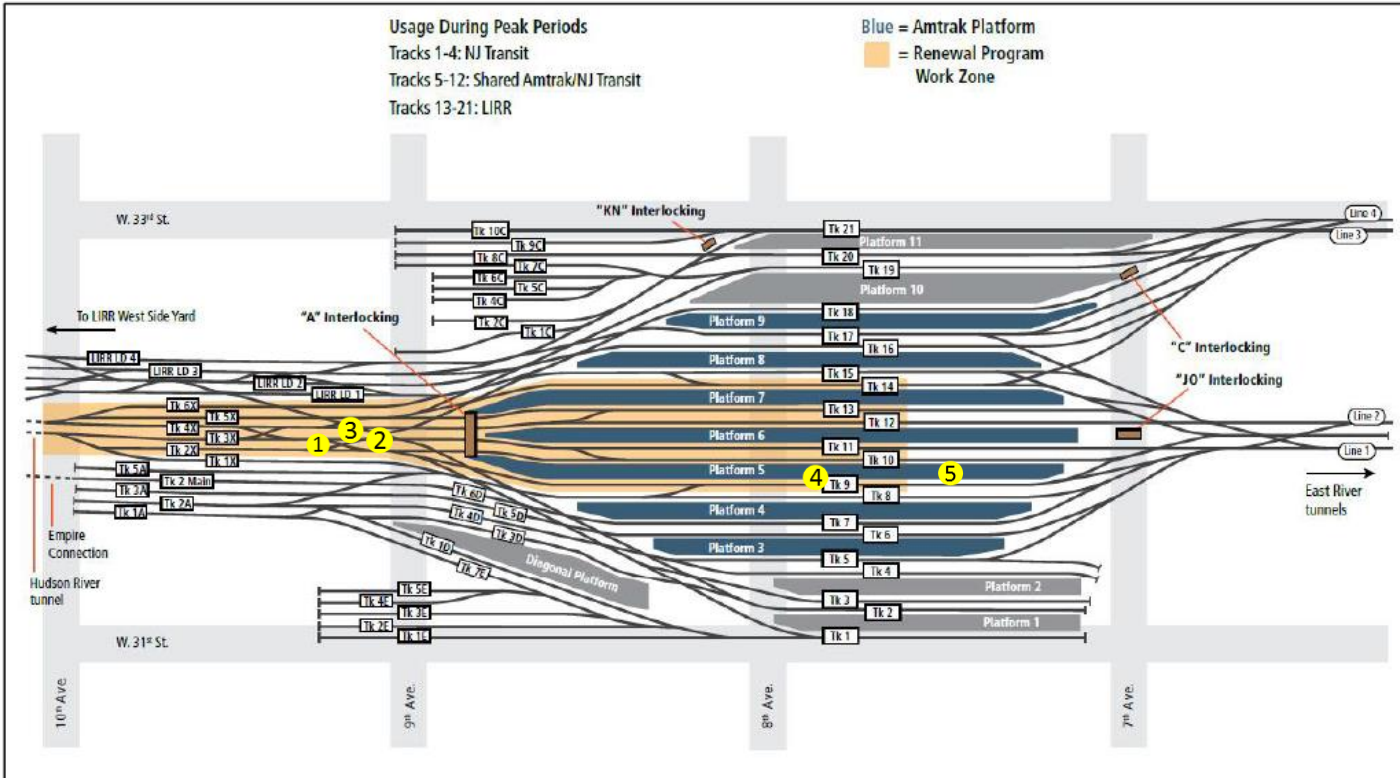 Usage During Peak Periods
Tracks 1-4: NJ Transit
Tracks 5-12: Shared Amtrak/NJ Transit
Tracks 13-21: LIRR
Blue = Amtrak Platform
= Renewal Program
Work Zone
W. 33rd St.
"KN" Interlocking
Line 4
Line 3
Tk 10C
Tk 9C
Tk 8C
Tk 7C
Tk 6C
Tk 5C
Tk 4C
Tk 2C
Tk 1C
Tk 21
Platform 11
Tk 20
Tk 19
Platform 10
Tk 18
Platform 9
Tk 17
Tk 16
Platform 8
Tk 15
Tk 14
Platform 7
Tk 13
Tk 12
Platform 6
Tk 11
Tk 10
Platform 5
Tk 9
Tk 8
Platform 4
Tk 7
Tk 6
Platform 3
Tk 5
Tk 4
Platform 2
Tk 3
Tk 2
Platform 1
Tk 1
"C" Interlocking
"JO" Interlocking
Line 2
Line 1
East River
tunnels
To LIRR West Side Yard
"A" Interlocking
LIRR LD 4
LIRR LD 3
LIRR LD 2
LIRR LD 1
Tk 6X
Tk 5X
Tk 4X
Tk 3X
Tk 2X
Tk 1X
1
3
2
4
5
Tk 5A
Tk 2 Main
Tk 3A
Tk 2A
Tk 1A
Tk 6D
Tk 5D
Tk 4D
Tk 3D
Tk 1D
Tk 7E
Diagonal Platform
Empire
Connection
Hudson River
tunnel
Tk 5E
Tk 4E
Tk 3E
Tk 2E
Tk 1E
W. 31st St.
10th Ave
9th Ave.
8th Ave.
7th Ave.